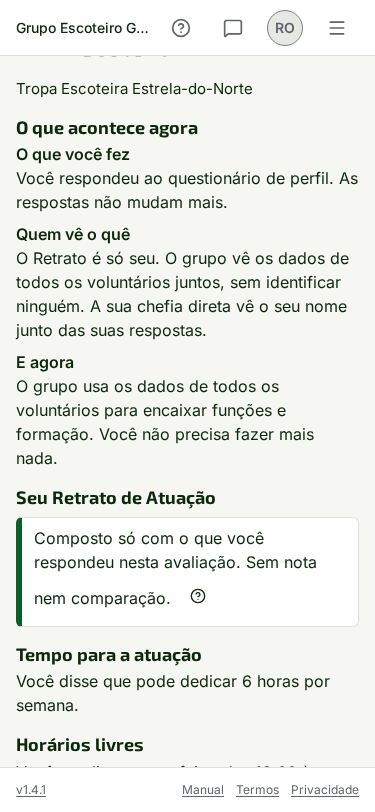 Grupo Escoteiro G...
RO
Tropa Escoteira Estrela-do-Norte
O que acontece agora
O que você fez
Você respondeu ao questionário de perfil. As
respostas não mudam mais.
Quem vê o quê
O Retrato é só seu. O grupo vê os dados de
todos os voluntários juntos, sem identificar
ninguém. A sua chefia direta vê o seu nome
junto das suas respostas.
E agora
O grupo usa os dados de todos os
voluntários para encaixar funções e
formação. Você não precisa fazer mais
nada.
Seu Retrato de Atuação
Composto só com o que você
respondeu nesta avaliação. Sem nota
nem comparação.
Tempo para a atuação
Você disse que pode dedicar 6 horas por
semana.
Horários livres
v1.4.1 Manual Termos Privacidade